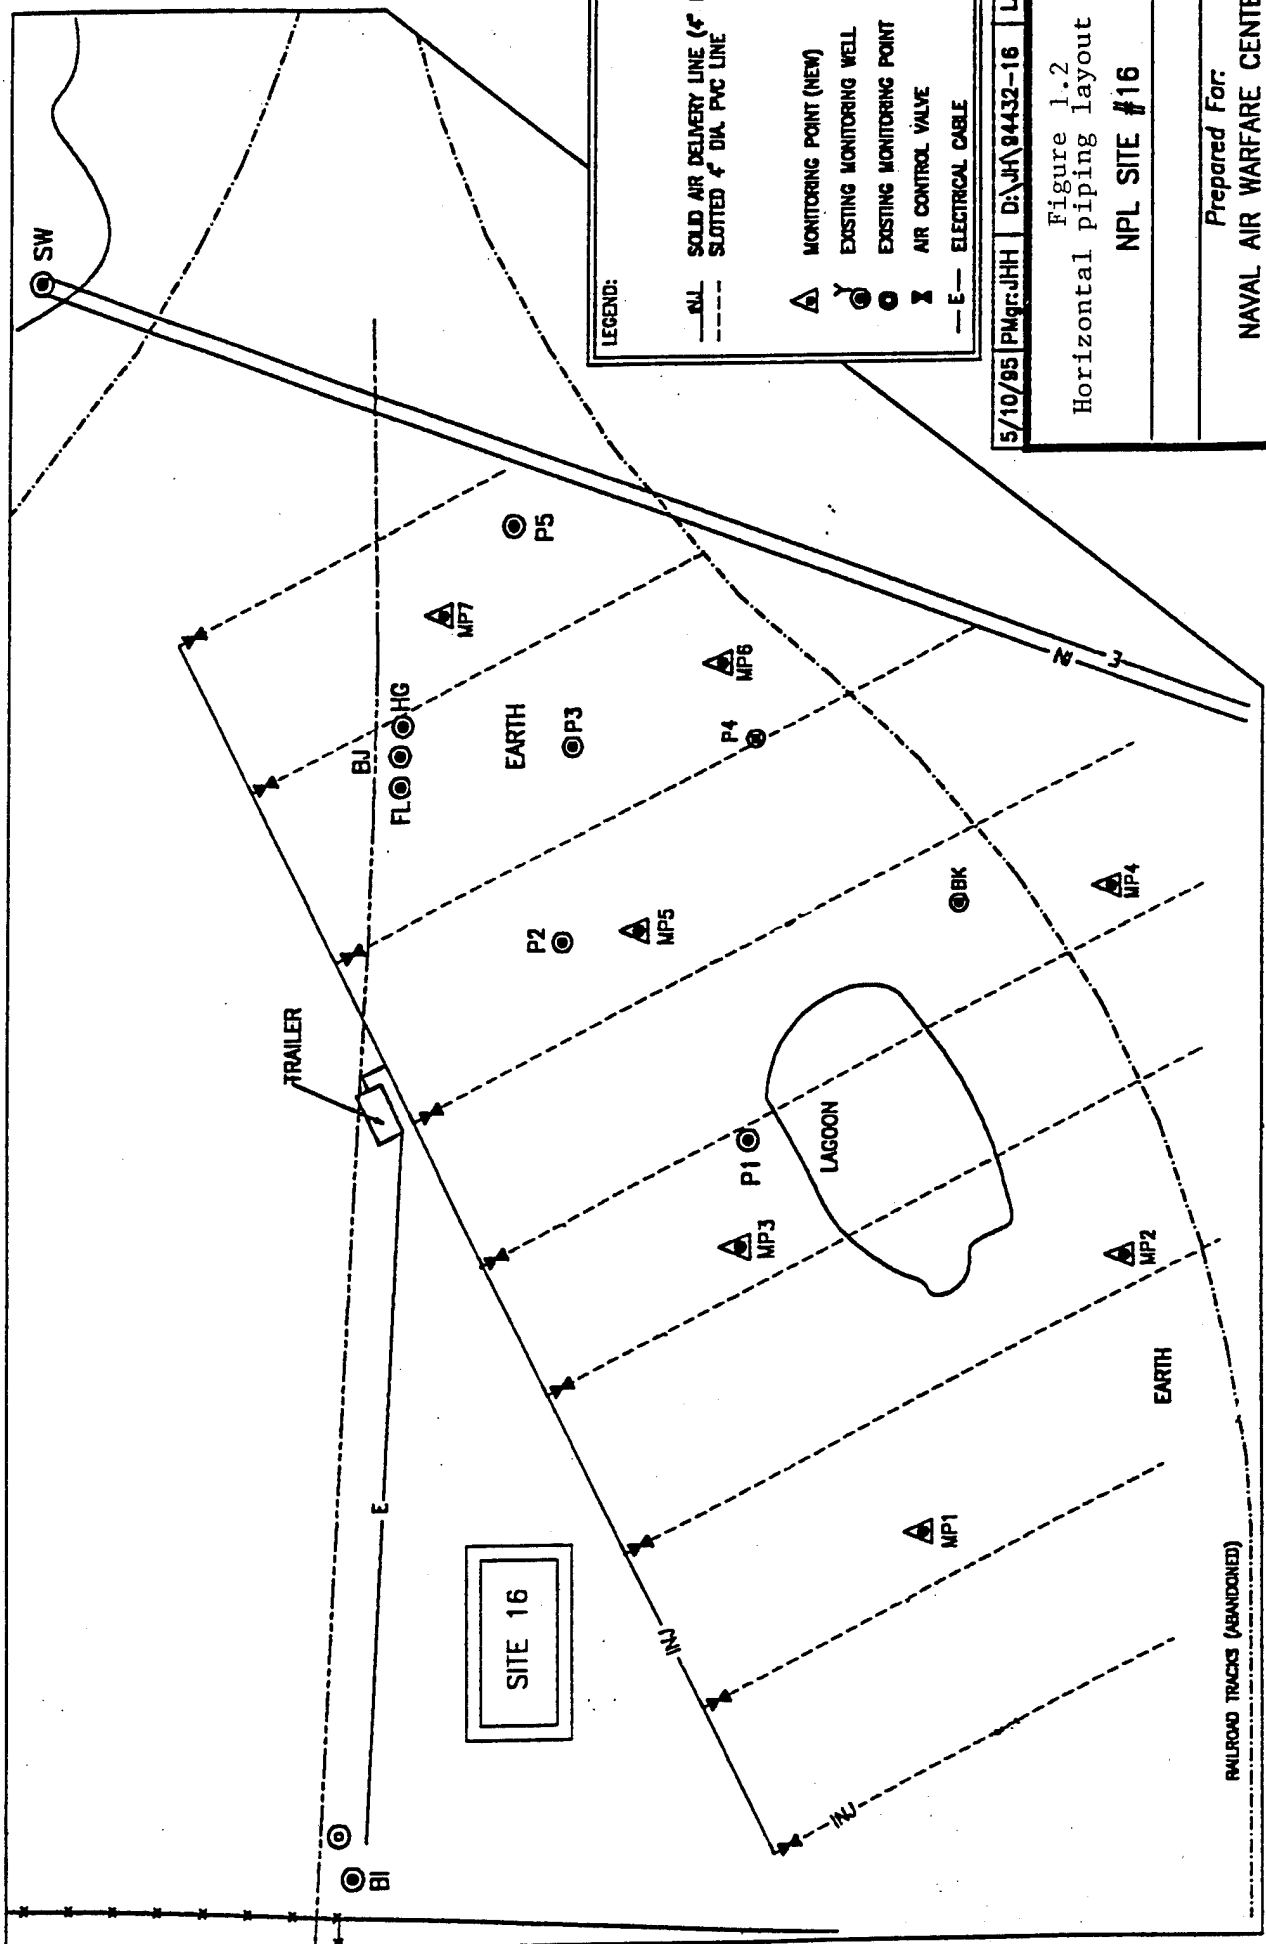 SW
P5
MP7
MP6
HG
BJ
FL
EARTH
P3
P4
P2
MP5
BK
MP4
TRAILER
LAGOON
P1
MP3
MP2
EARTH
E
SITE 16
MP1
INJ
INJ
INJ
E
BI
RAILROAD TRACKS (ABANDONED)
LEGEND:
INJ SOLID AIR DELIVERY LINE (4"
SLOTTED 4" DIA. PVC LINE
MONITORING POINT (NEW)
EXISTING MONITORING WELL
EXISTING MONITORING POINT
AIR CONTROL VALVE
E ELECTRICAL CABLE
5/10/95 PMgr:JHH D:\JH\94432-16
Figure 1.2
Horizontal piping layout
NPL SITE #16
Prepared For:
NAVAL AIR WARFARE